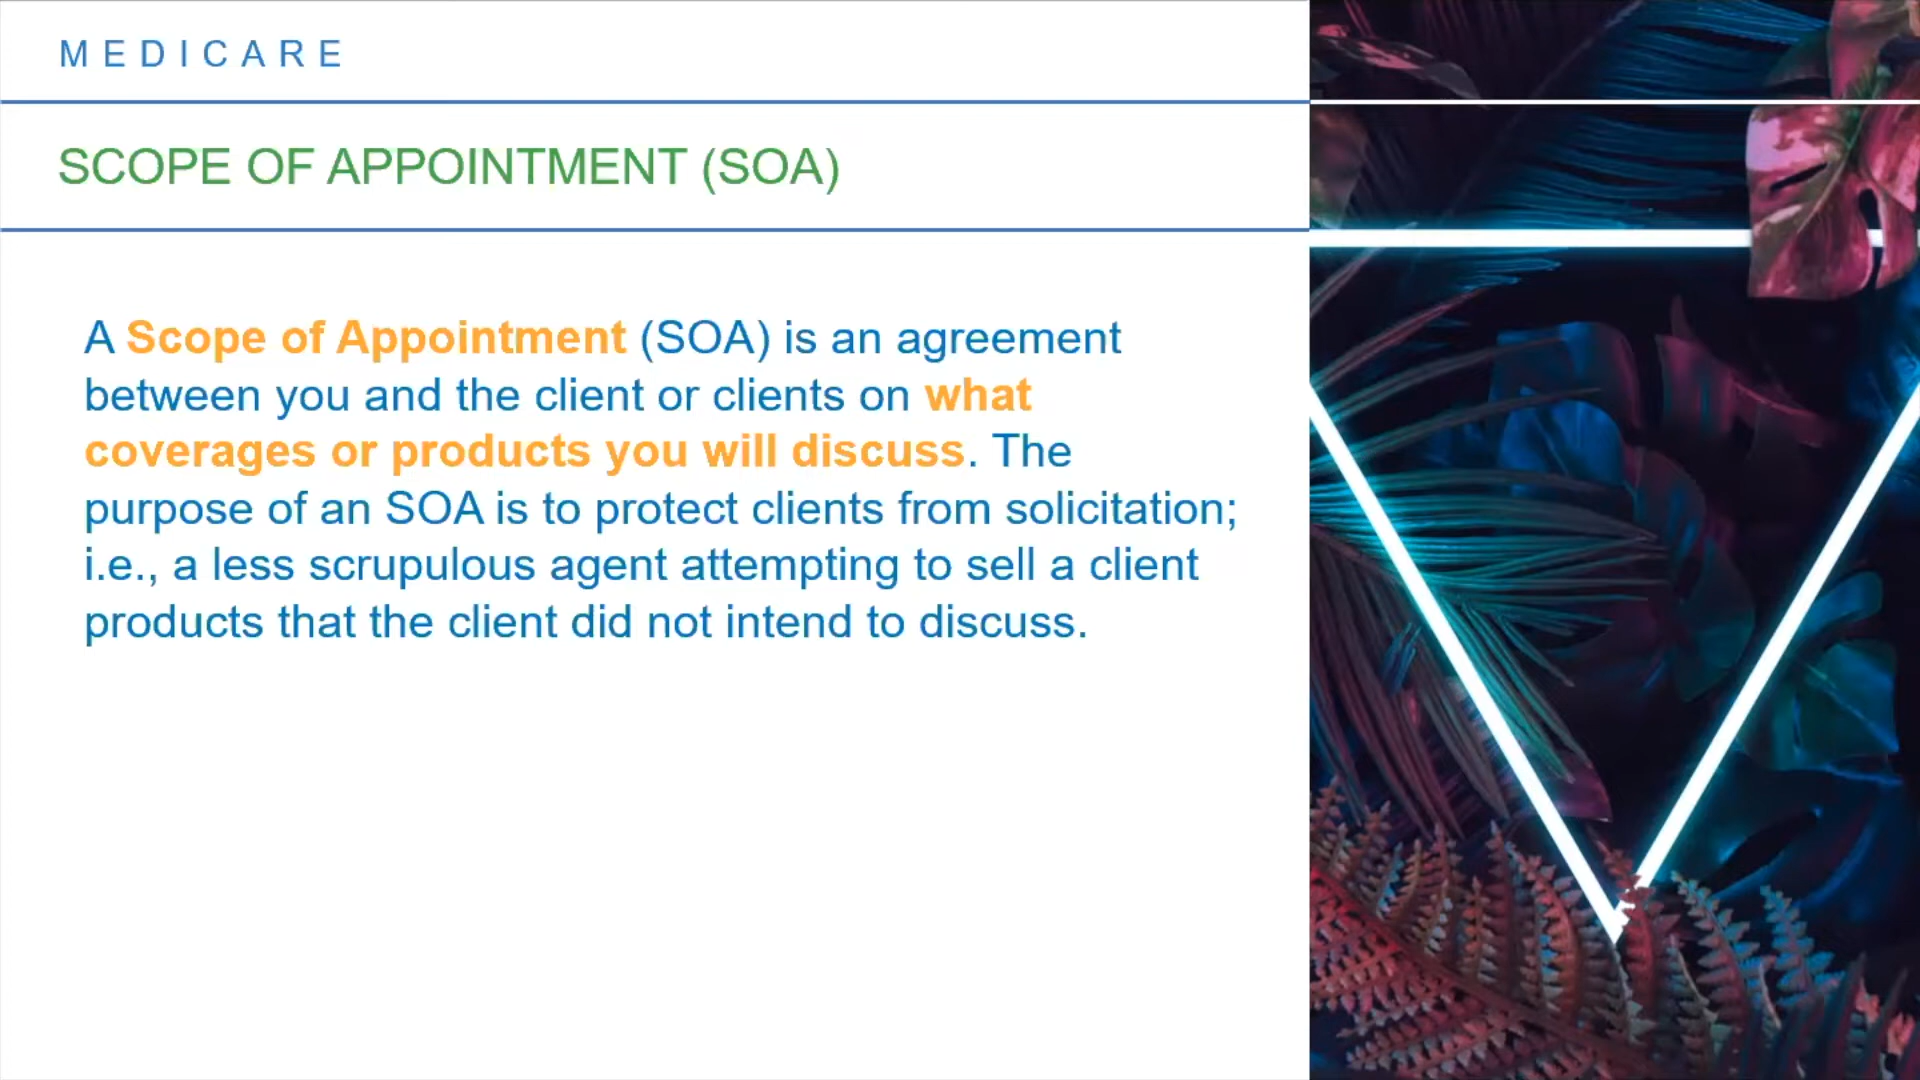 MEDICARE
SCOPE OF APPOINTMENT (SOA)
A Scope of Appointment (SOA) is an agreement
between you and the client or clients on what
coverages or products you will discuss. The
purpose of an SOA is to protect clients from solicitation;
i.e., a less scrupulous agent attempting to sell a client
products that the client did not intend to discuss.